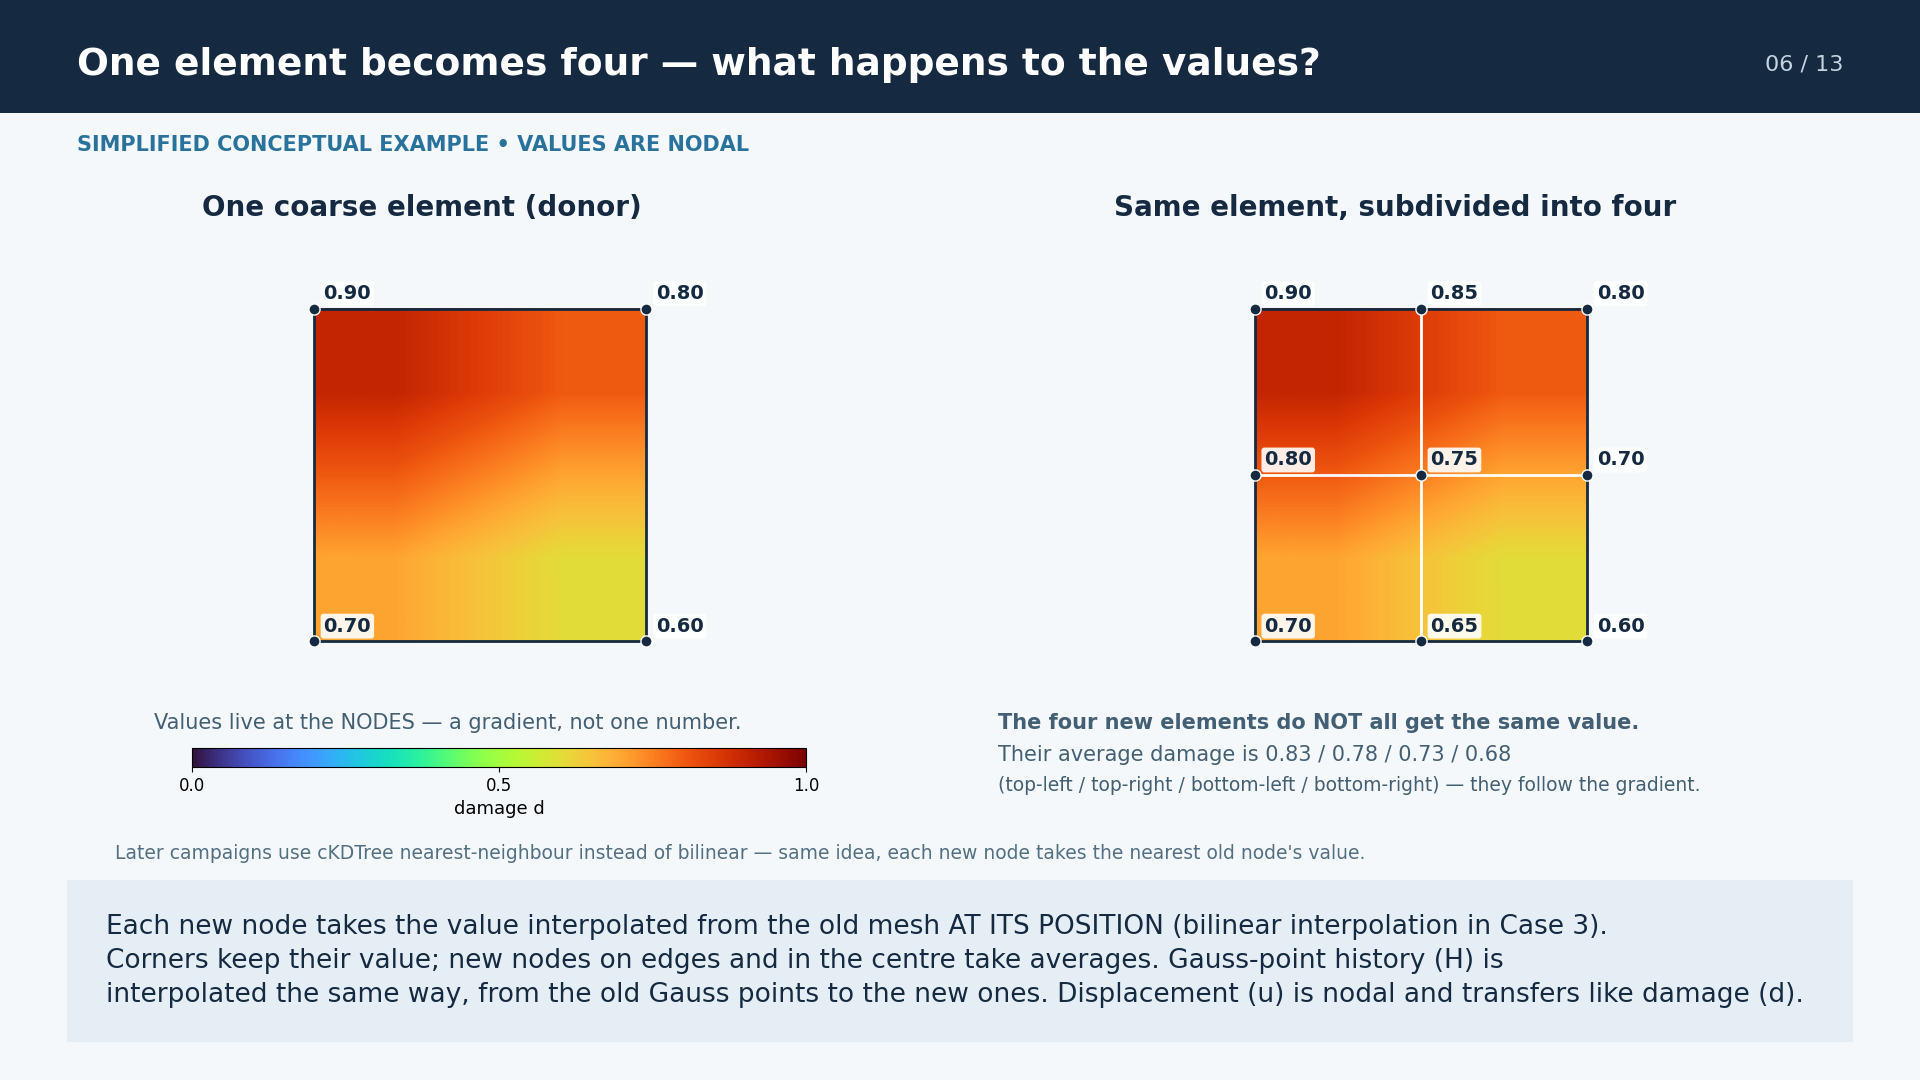 One element becomes four — what happens to the values?
06 / 13
SIMPLIFIED CONCEPTUAL EXAMPLE • VALUES ARE NODAL
One coarse element (donor)
0.90
0.80
0.70
0.60
Values live at the NODES — a gradient, not one number.
0.0
0.5
1.0
damage d
Same element, subdivided into four
0.90
0.85
0.80
0.80
0.75
0.70
0.70
0.65
0.60
The four new elements do NOT all get the same value.
Their average damage is 0.83 / 0.78 / 0.73 / 0.68
(top-left / top-right / bottom-left / bottom-right) — they follow the gradient.
Later campaigns use cKDTree nearest-neighbour instead of bilinear — same idea, each new node takes the nearest old node's value.
Each new node takes the value interpolated from the old mesh AT ITS POSITION (bilinear interpolation in Case 3).
Corners keep their value; new nodes on edges and in the centre take averages. Gauss-point history (H) is
interpolated the same way, from the old Gauss points to the new ones. Displacement (u) is nodal and transfers like damage (d).